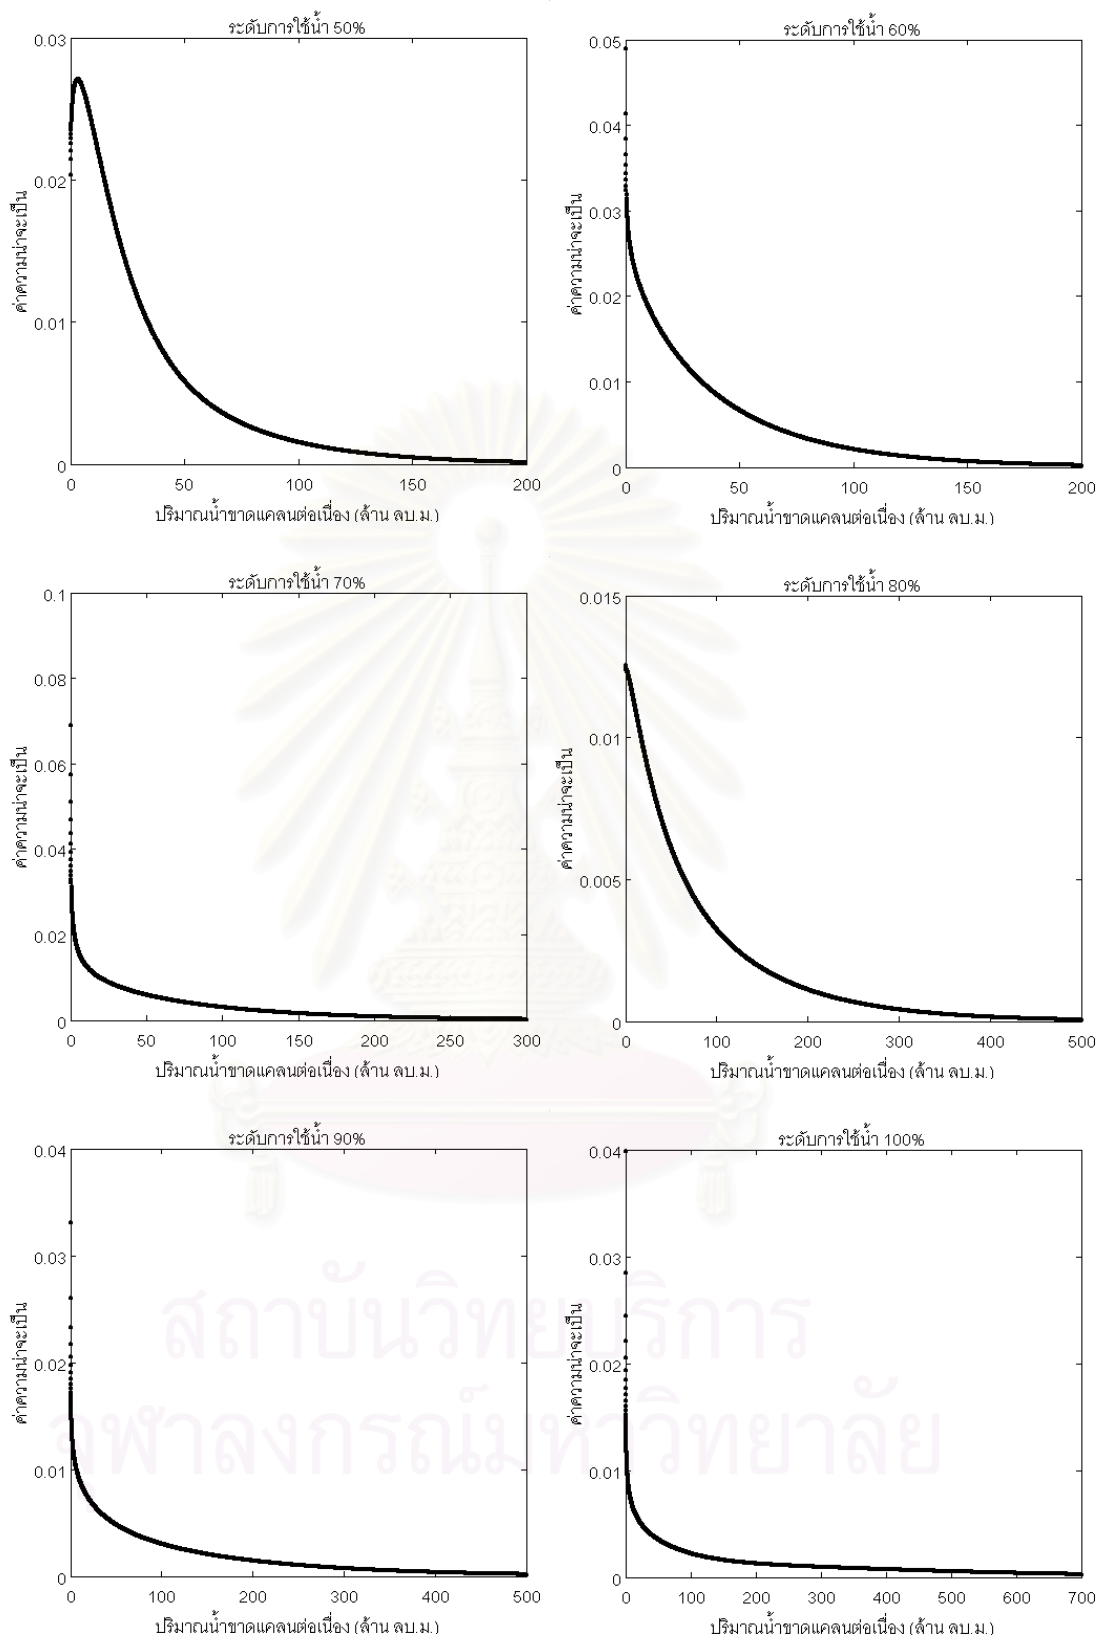 ระดับการใช้น้ำ 50%
0.03
0.02
0.01
0
ค่าความน่าจะเป็น
0 50 100 150 200
ปริมาณน้ำขาดแคลนต่อเนื่อง (ล้าน ลบ.ม.)
ระดับการใช้น้ำ 60%
0.05
0.04
0.03
0.02
0.01
0
ค่าความน่าจะเป็น
0 50 100 150 200
ปริมาณน้ำขาดแคลนต่อเนื่อง (ล้าน ลบ.ม.)
ระดับการใช้น้ำ 70%
0.1
0.08
0.06
0.04
0.02
0
ค่าความน่าจะเป็น
0 50 100 150 200 250 300
ปริมาณน้ำขาดแคลนต่อเนื่อง (ล้าน ลบ.ม.)
ระดับการใช้น้ำ 80%
0.015
0.01
0.005
0
ค่าความน่าจะเป็น
0 100 200 300 400 500
ปริมาณน้ำขาดแคลนต่อเนื่อง (ล้าน ลบ.ม.)
ระดับการใช้น้ำ 90%
0.04
0.03
0.02
0.01
0
ค่าความน่าจะเป็น
0 100 200 300 400 500
ปริมาณน้ำขาดแคลนต่อเนื่อง (ล้าน ลบ.ม.)
ระดับการใช้น้ำ 100%
0.04
0.03
0.02
0.01
0
ค่าความน่าจะเป็น
0 100 200 300 400 500 600 700
ปริมาณน้ำขาดแคลนต่อเนื่อง (ล้าน ลบ.ม.)
สถาบันวิทยบริการ
จุฬาลงกรณ์มหาวิทยาลัย